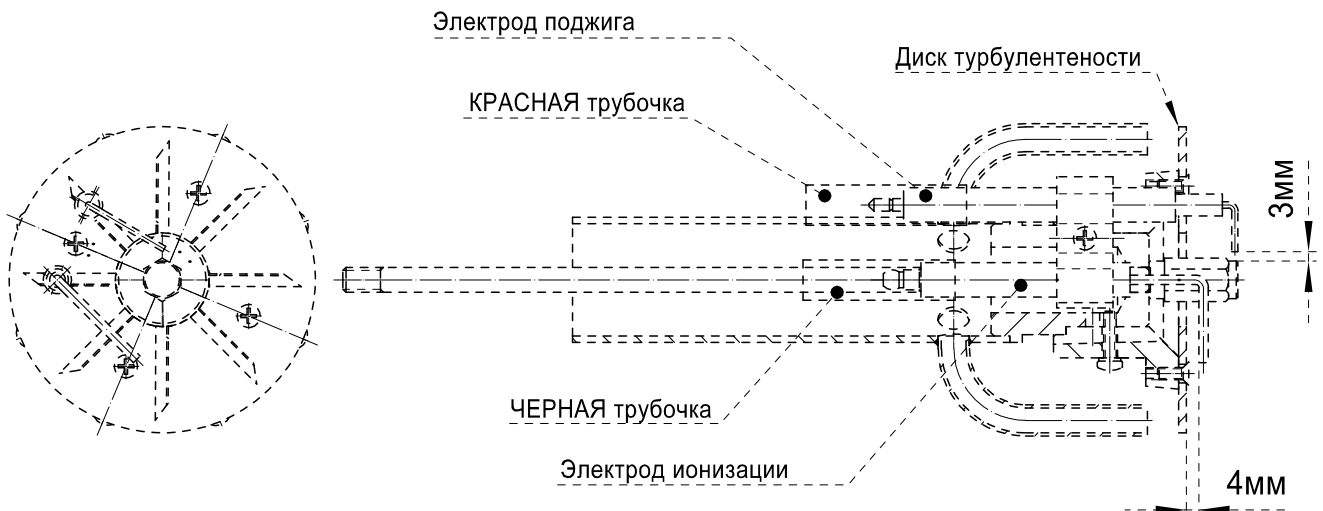 Электрод поджига
Диск турбулентености
КРАСНАЯ трубочка
3мм
ЧЕРНАЯ трубочка
Электрод ионизации
4мм